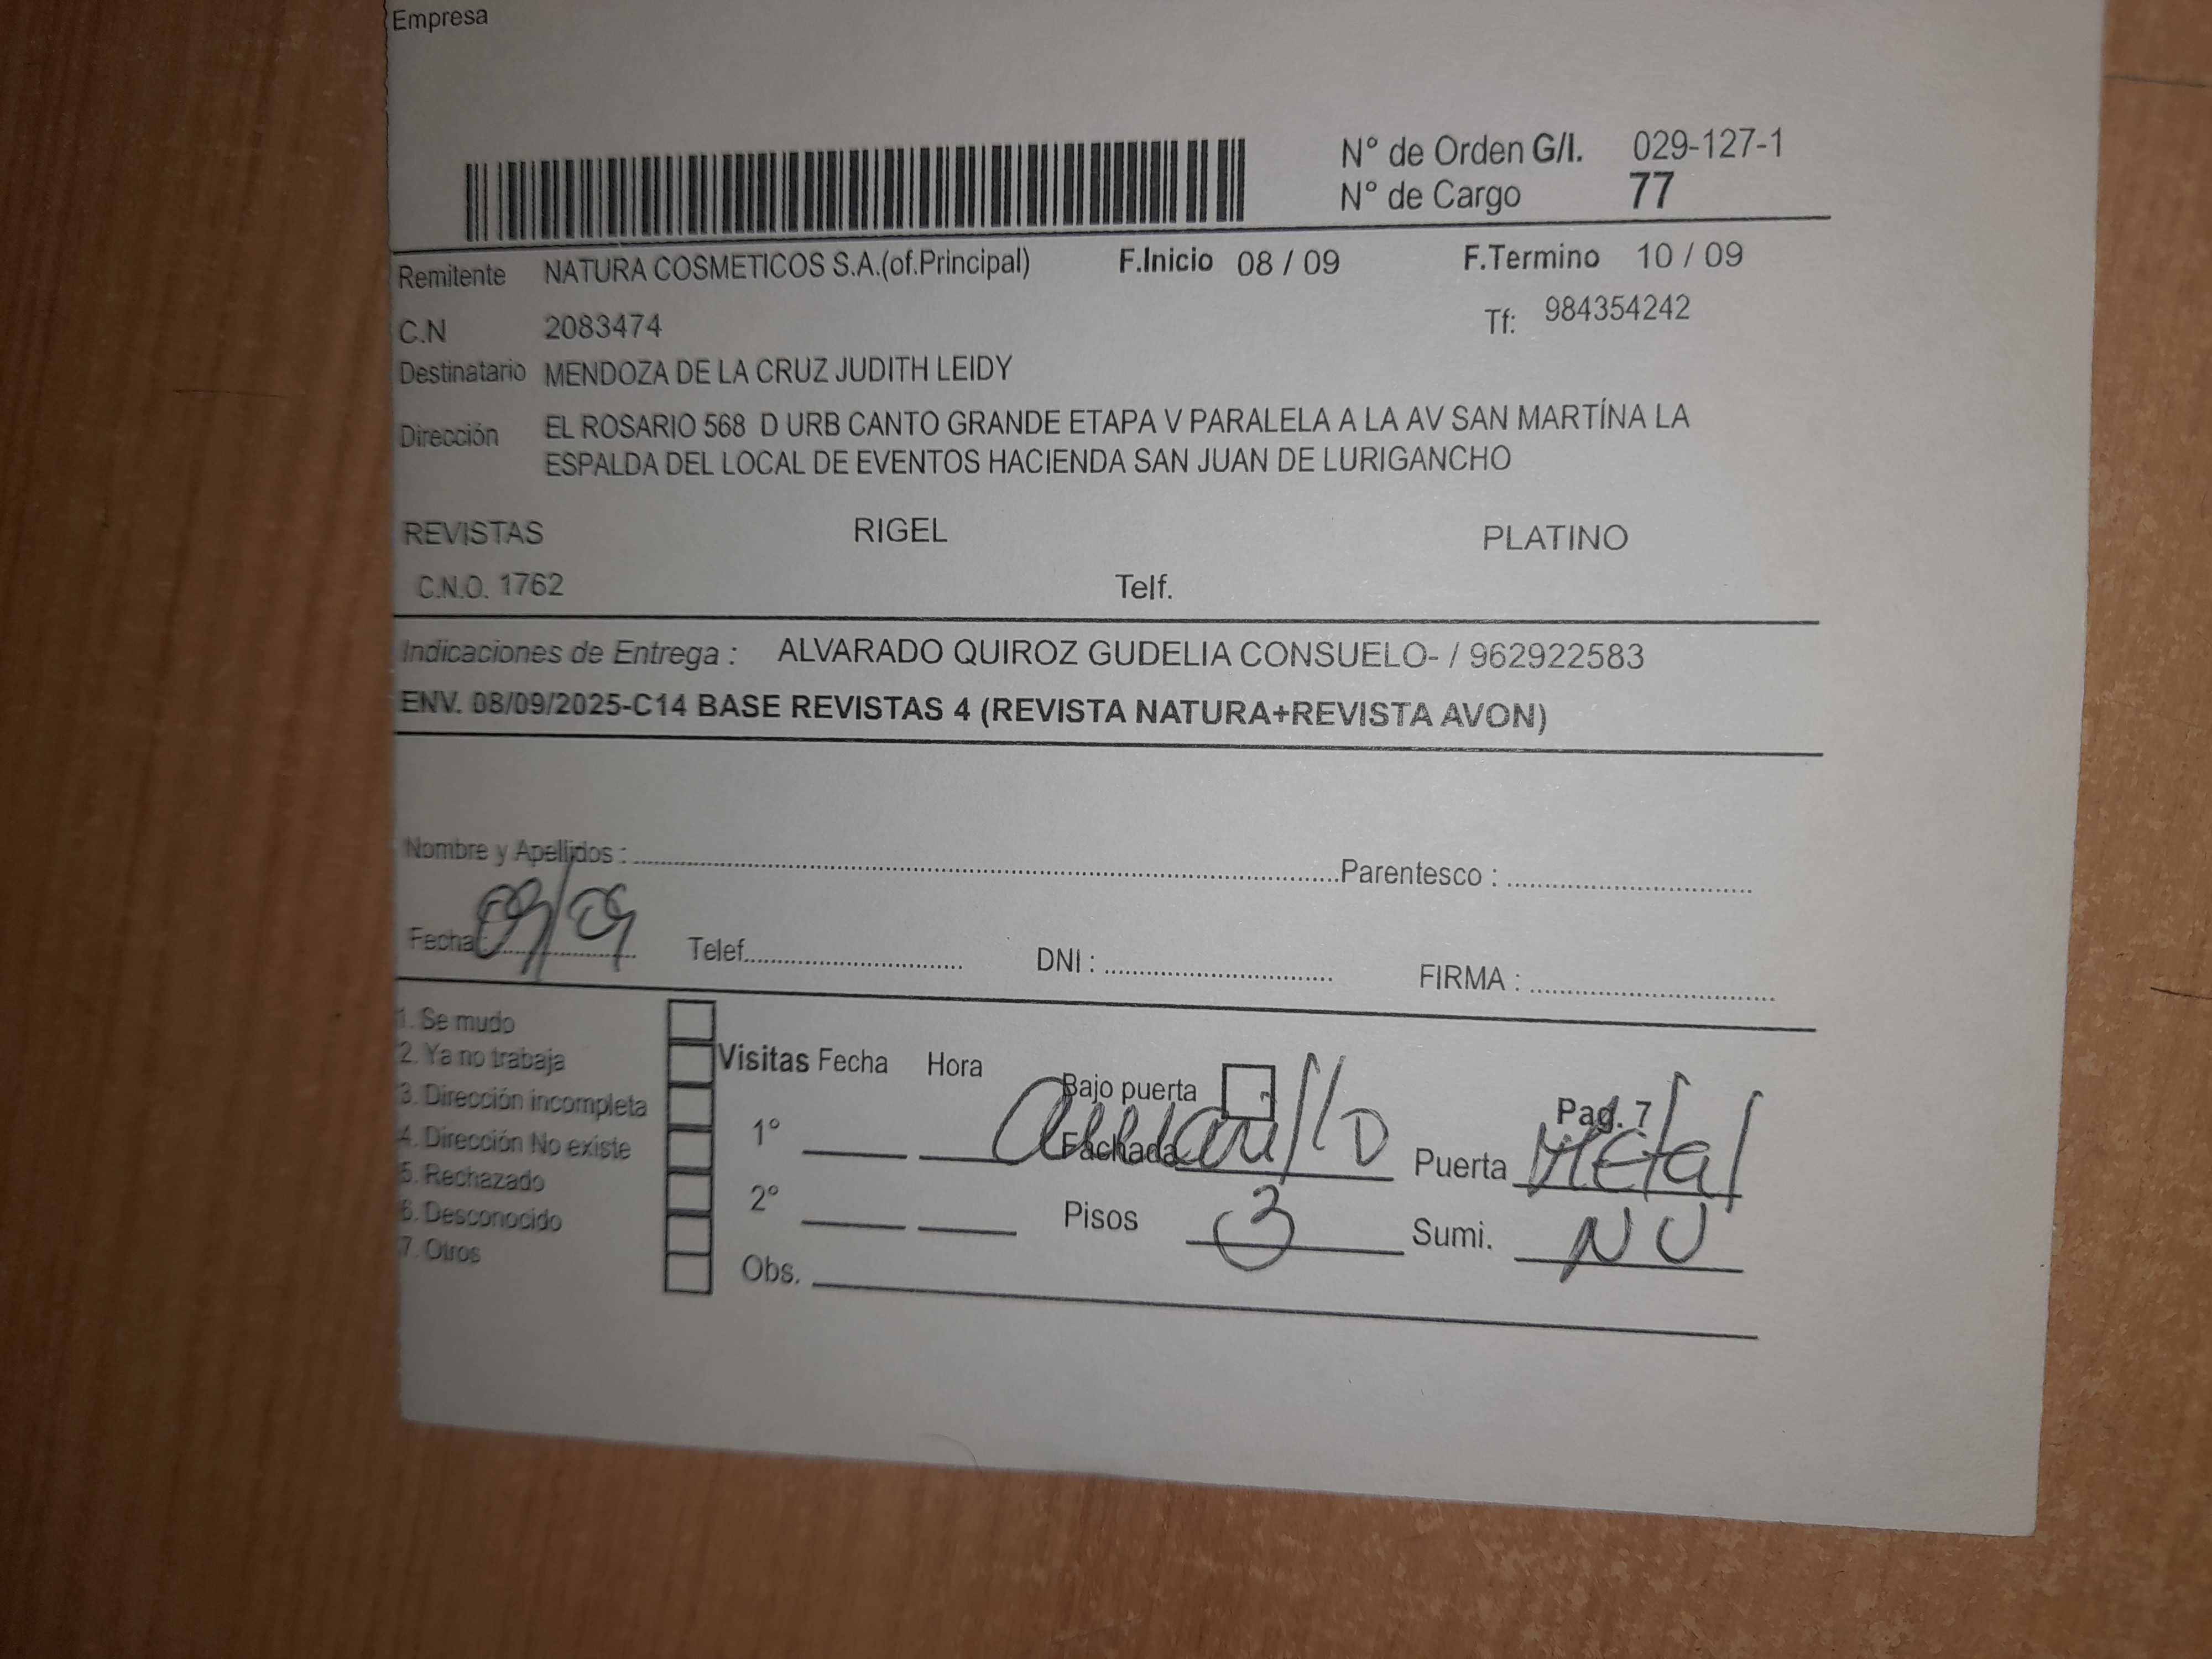 Empresa
N° de Orden G/I. 029-127-1
N° de Cargo 77
Remitente NATURA COSMETICOS S.A.(of.Principal) F.Inicio 08 / 09 F.Termino 10 / 09
C.N 2083474 Tf: 984354242
Destinatario MENDOZA DE LA CRUZ JUDITH LEIDY
Dirección EL ROSARIO 568 D URB CANTO GRANDE ETAPA V PARALELA A LA AV SAN MARTÍNA LA
ESPALDA DEL LOCAL DE EVENTOS HACIENDA SAN JUAN DE LURIGANCHO
REVISTAS RIGEL PLATINO
C.N.O. 1762 Telf.
Indicaciones de Entrega : ALVARADO QUIROZ GUDELIA CONSUELO- / 962922583
ENV. 08/09/2025-C14 BASE REVISTAS 4 (REVISTA NATURA+REVISTA AVON)
Nombre y Apellidos : Parentesco :
Fecha: 09/09 Telef. DNI : FIRMA :
1. Se mudo
2. Ya no trabaja
3. Dirección incompleta
4. Dirección No existe
5. Rechazado
6. Desconocido
7. Otros
Visitas Fecha Hora
1°
2°
Obs.
Bajo puerta Pag. 7
Fachada amarillo Puerta Metal
Pisos 3 Sumi. NO